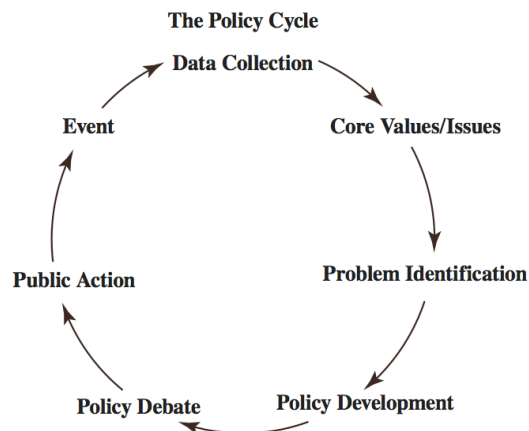 The Policy Cycle
Data Collection
Core Values/Issues
Problem Identification
Policy Development
Policy Debate
Public Action
Event